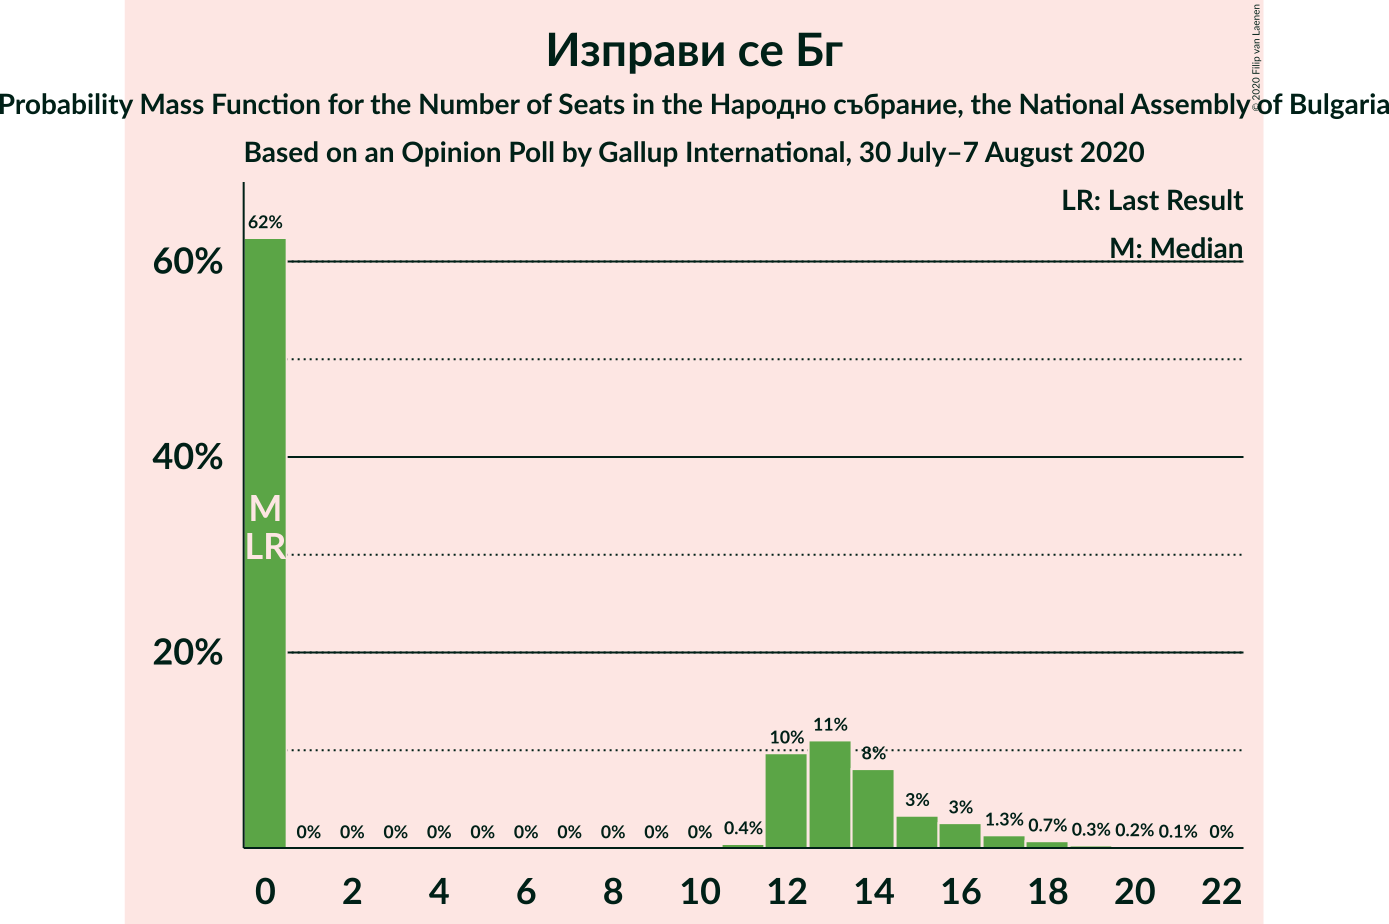 Изправи се Бг
Probability Mass Function for the Number of Seats in the Народно събрание, the National Assembly of Bulgaria
Based on an Opinion Poll by Gallup International, 30 July–7 August 2020
© 2020 Filip van Laenen
LR: Last Result
M: Median
62%
60%
40%
M
LR
20%
0% 0% 0% 0% 0% 0% 0% 0% 0% 0% 0.4% 10% 11% 8% 3% 3% 1.3% 0.7% 0.3% 0.2% 0.1% 0%
0 2 4 6 8 10 12 14 16 18 20 22